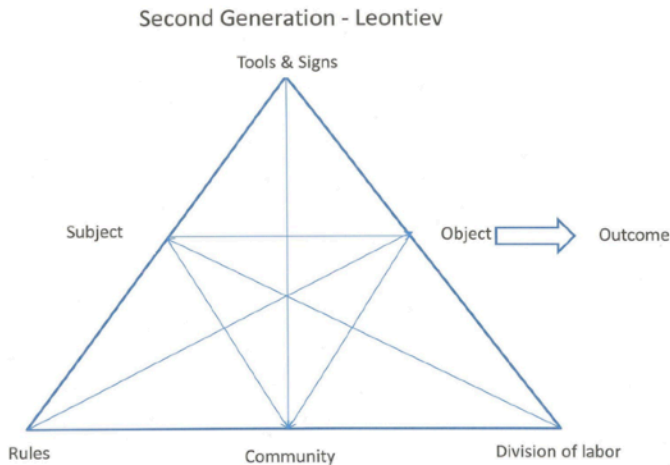 Second Generation - Leontiev
Tools & Signs
Subject
Object
Outcome
Rules
Community
Division of labor